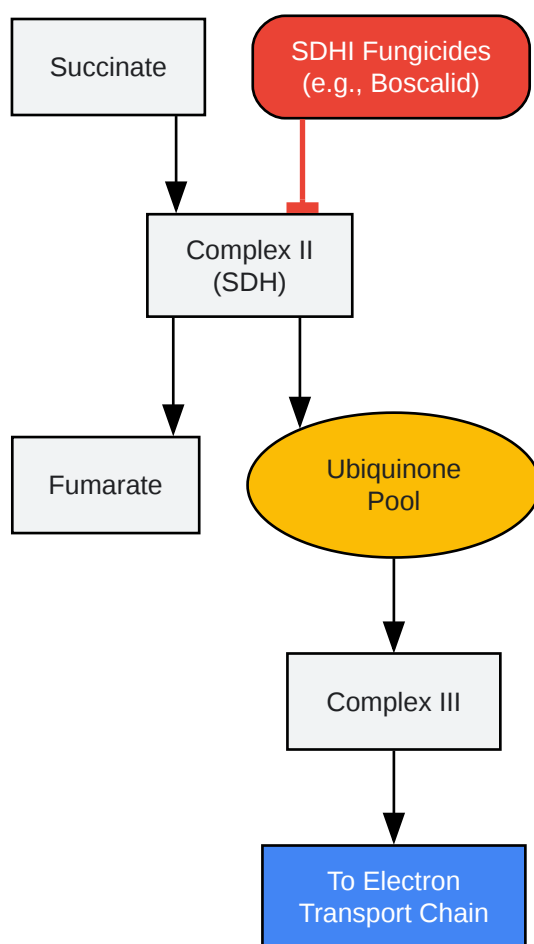 Succinate
SDHI Fungicides
(e.g., Boscalid)
Complex II
(SDH)
Fumarate
Ubiquinone
Pool
Complex III
To Electron
Transport Chain